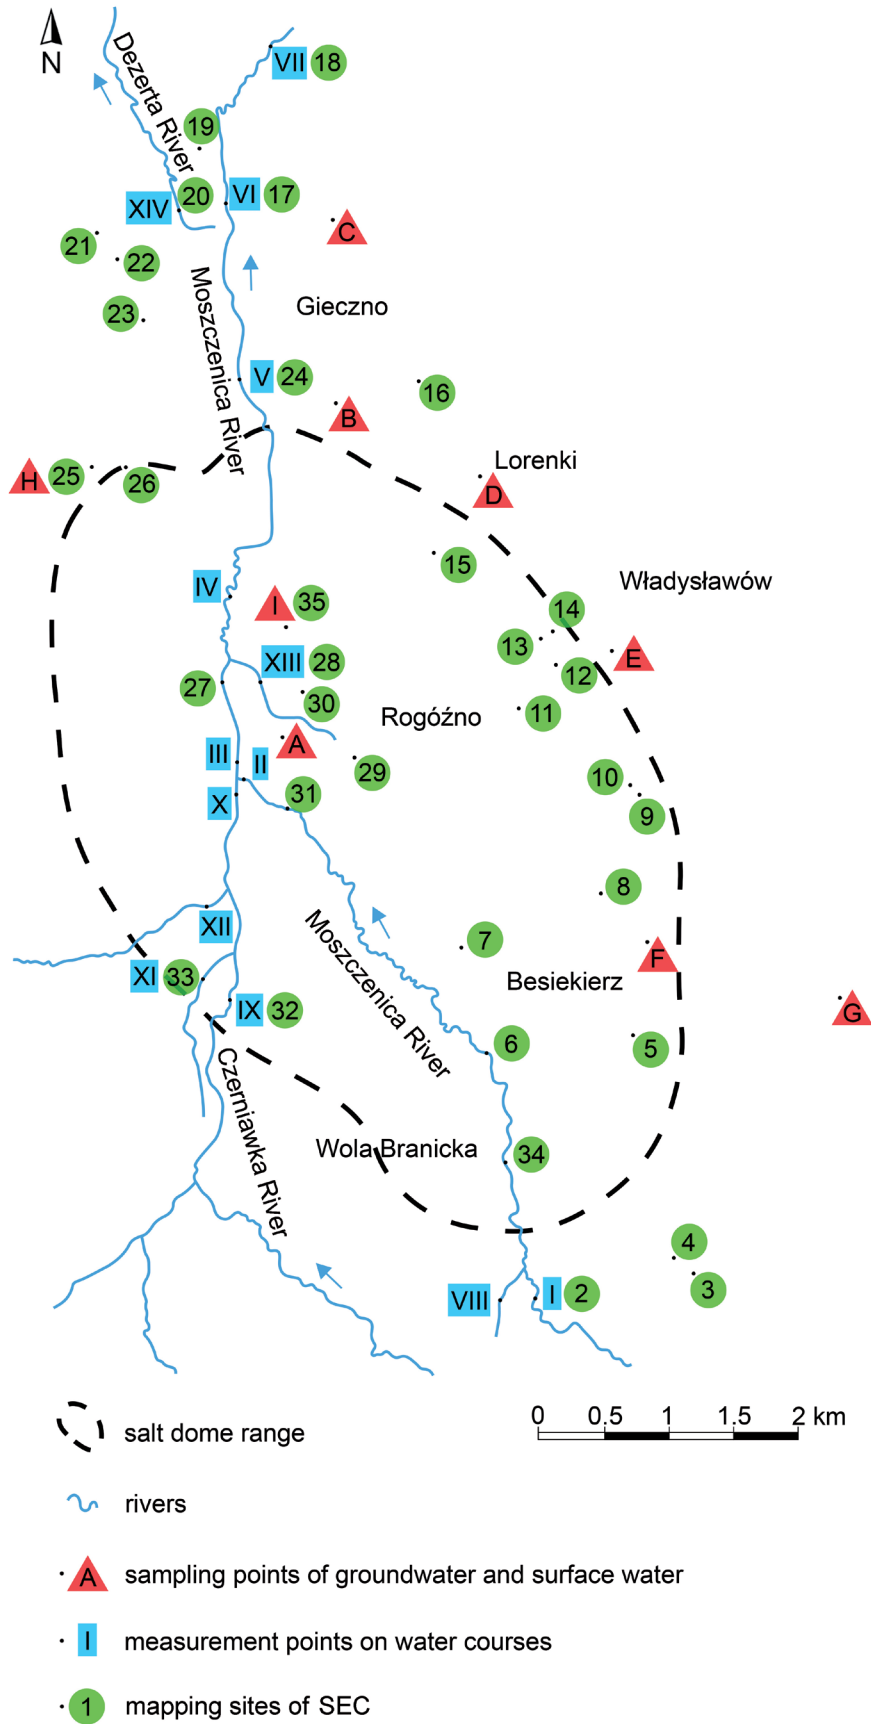 N
Dezerta River
VII 18
19
20
XIV
VI 17
C
21
22
23
Moszczenica River
Gieczno
V 24
16
B
Lorenki
H 25
26
D
15
Władysławów
IV
I 35
14
13
E
12
XIII 28
27
30
11
Rogóźno
III
II
A
29
10
X
31
9
8
XII
7
Moszczenica River
F
XI 33
Besiekierz
IX 32
G
6
5
Czerniawka River
Wola Branicka
34
4
3
VIII
I 2
0 0.5 1 1.5 2 km
salt dome range
rivers
A sampling points of groundwater and surface water
I measurement points on water courses
1 mapping sites of SEC